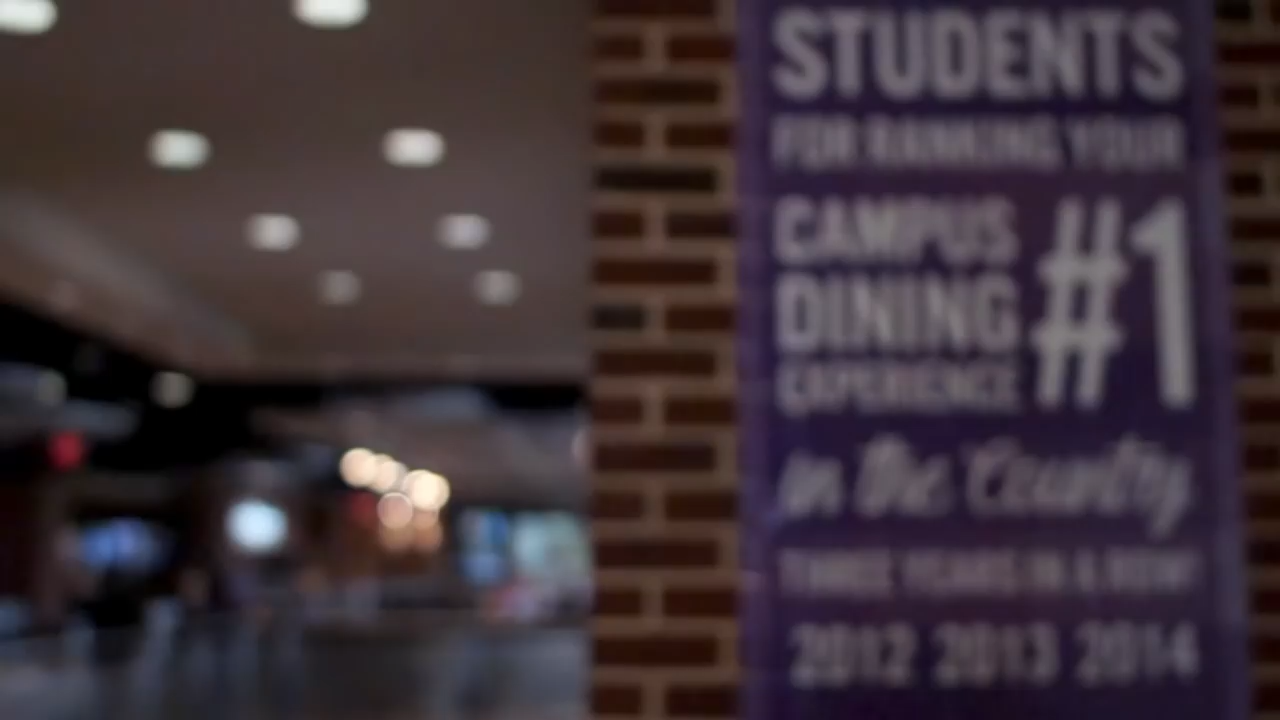 STUDENTS
FOR RANKING YOUR
CAMPUS
DINING
EXPERIENCE
#1
in the Country
THREE YEARS IN A ROW
2012 2013 2014